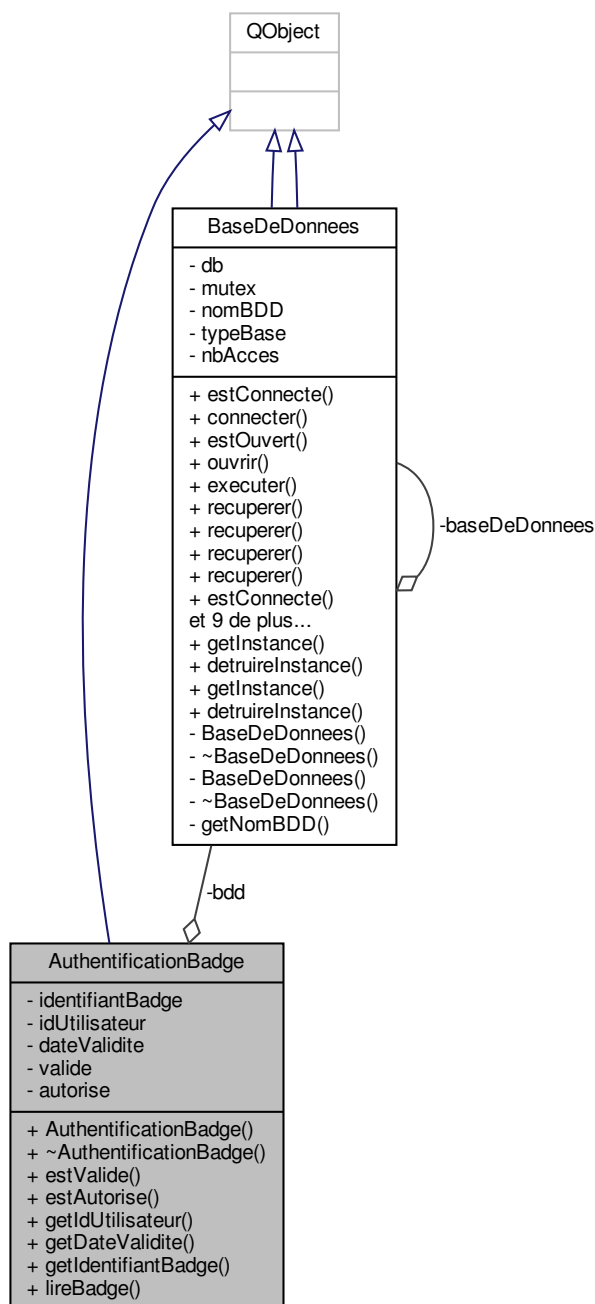 QObject
BaseDeDonnees
- db
- mutex
- nomBDD
- typeBase
- nbAcces
+ estConnecte()
+ connecter()
+ estOuvert()
+ ouvrir()
+ executer()
+ recuperer()
+ recuperer()
+ recuperer()
+ recuperer()
+ estConnecte()
et 9 de plus...
+ getInstance()
+ detruireInstance()
+ getInstance()
+ detruireInstance()
- BaseDeDonnees()
- ~BaseDeDonnees()
- BaseDeDonnees()
- ~BaseDeDonnees()
- getNomBDD()
-baseDeDonnees
-bdd
AuthentificationBadge
- identifiantBadge
- idUtilisateur
- dateValidite
- valide
- autorise
+ AuthentificationBadge()
+ ~AuthentificationBadge()
+ estValide()
+ estAutorise()
+ getIdUtilisateur()
+ getDateValidite()
+ getIdentifiantBadge()
+ lireBadge()